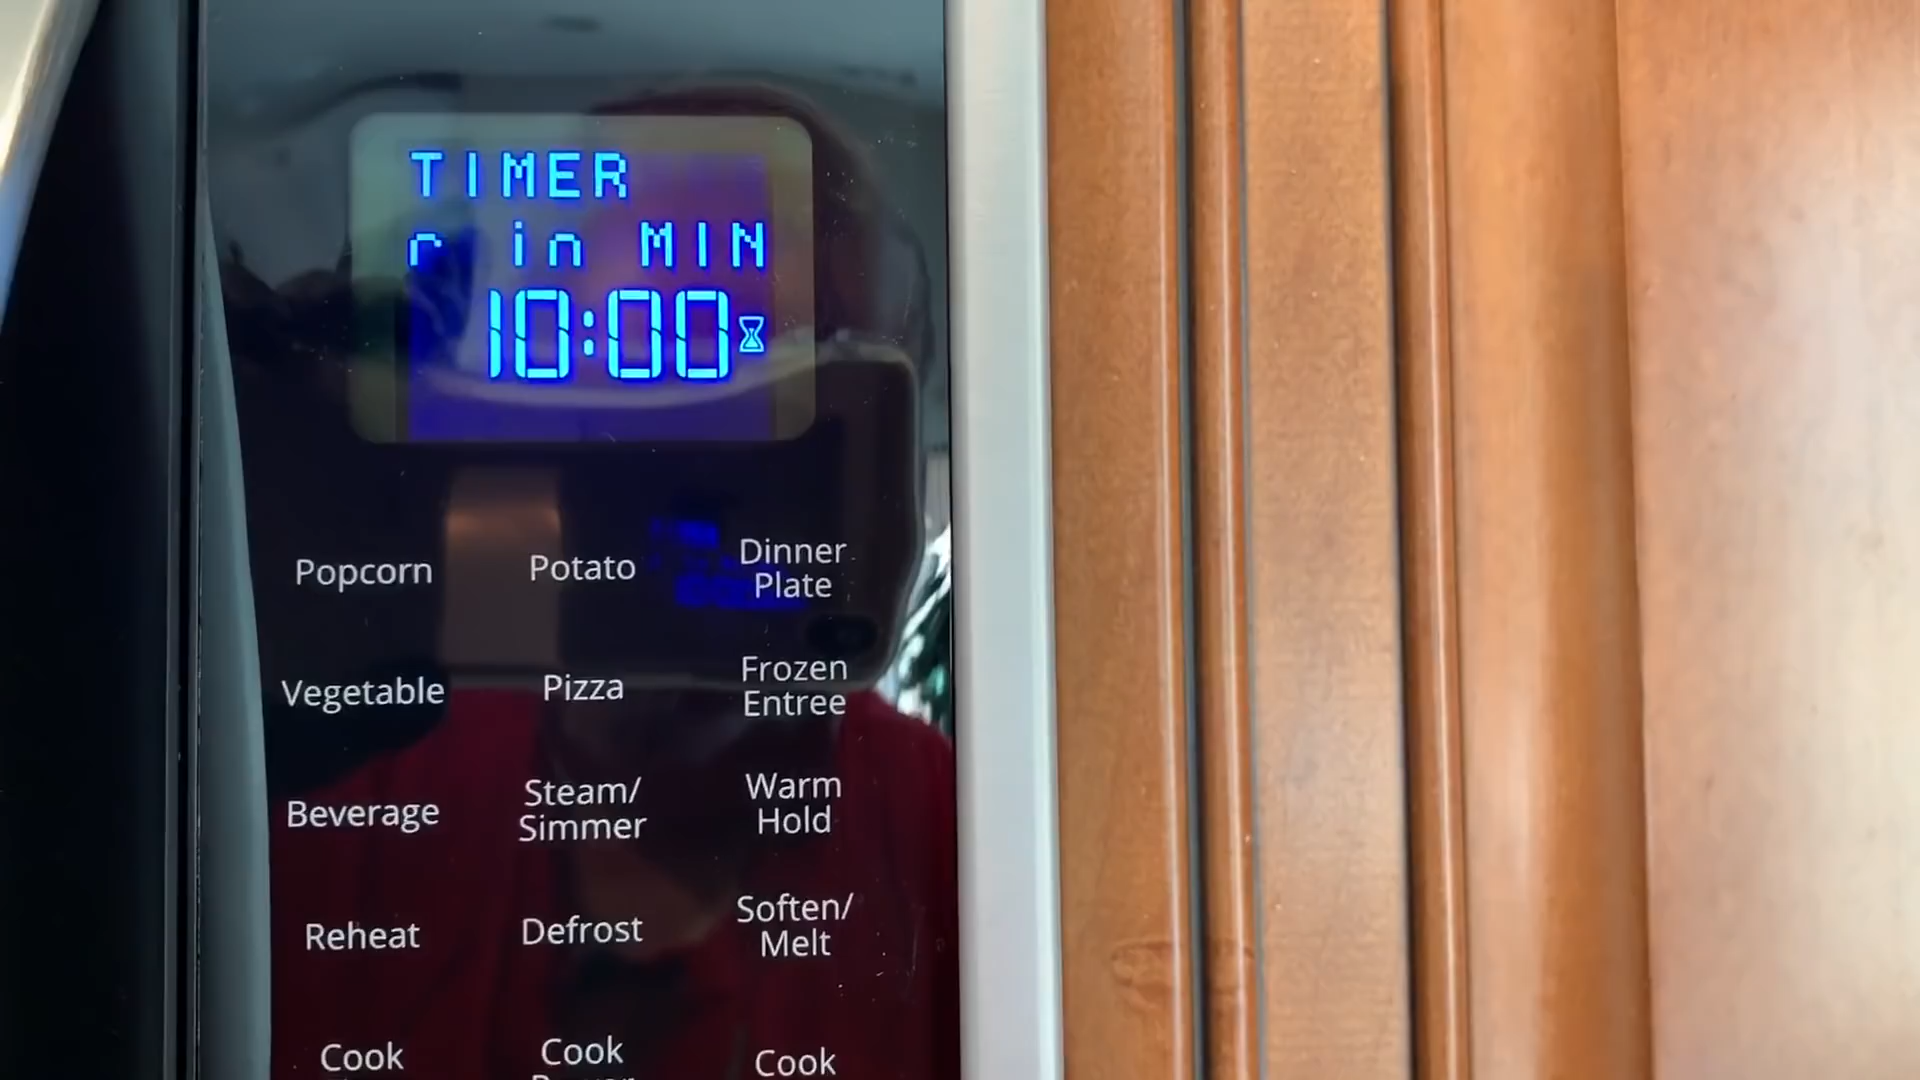 TIMER
r in MIN
10:00
Popcorn
Potato
Dinner
Plate
Vegetable
Pizza
Frozen
Entree
Beverage
Steam/
Simmer
Warm
Hold
Reheat
Defrost
Soften/
Melt
Cook
Cook
Cook